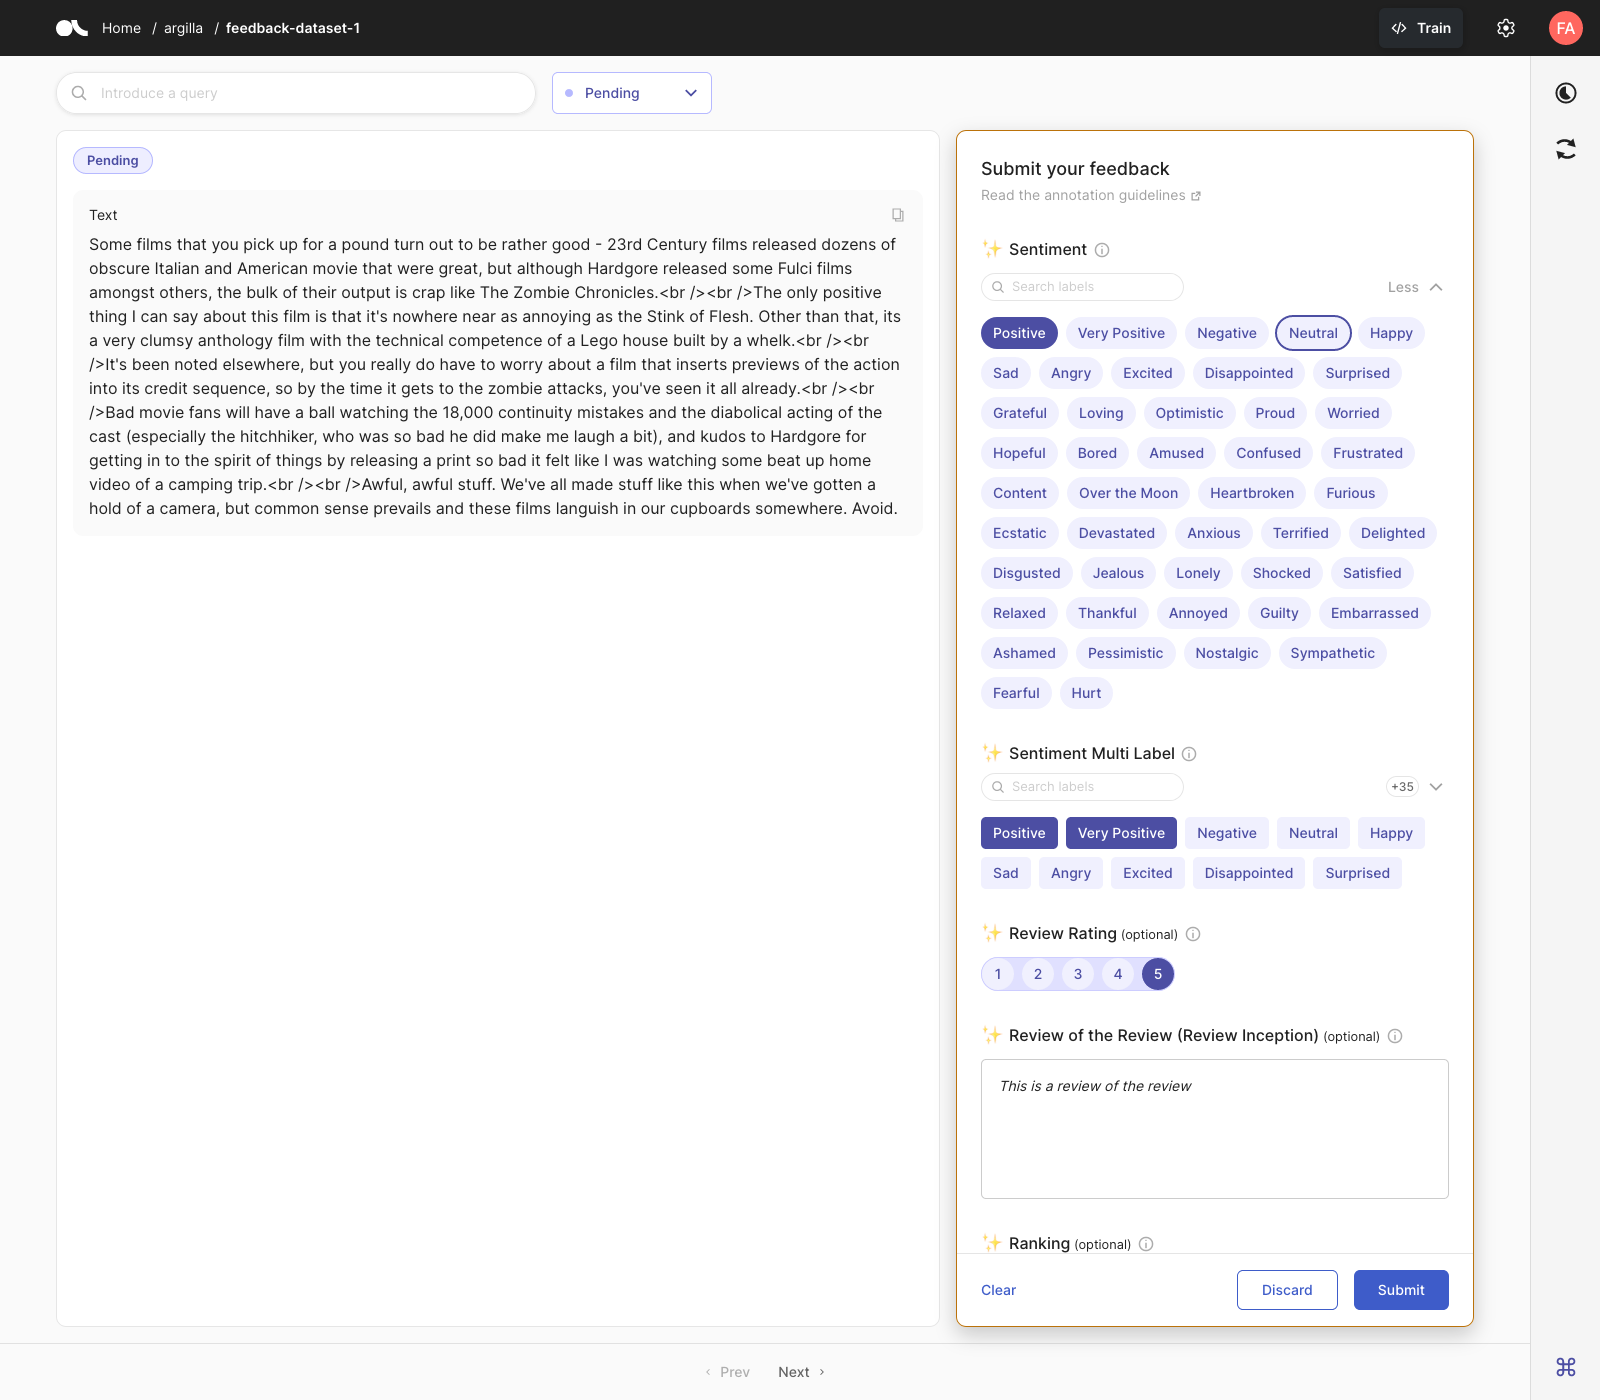 Home / argilla / feedback-dataset-1
Train
FA
Introduce a query
Pending
Pending
Text
Some films that you pick up for a pound turn out to be rather good - 23rd Century films released dozens of
obscure Italian and American movie that were great, but although Hardgore released some Fulci films
amongst others, the bulk of their output is crap like The Zombie Chronicles.<br /><br />The only positive
thing I can say about this film is that it's nowhere near as annoying as the Stink of Flesh. Other than that, its
a very clumsy anthology film with the technical competence of a Lego house built by a whelk.<br /><br
/>It's been noted elsewhere, but you really do have to worry about a film that inserts previews of the action
into its credit sequence, so by the time it gets to the zombie attacks, you've seen it all already.<br /><br
/>Bad movie fans will have a ball watching the 18,000 continuity mistakes and the diabolical acting of the
cast (especially the hitchhiker, who was so bad he did make me laugh a bit), and kudos to Hardgore for
getting in to the spirit of things by releasing a print so bad it felt like I was watching some beat up home
video of a camping trip.<br /><br />Awful, awful stuff. We've all made stuff like this when we've gotten a
hold of a camera, but common sense prevails and these films languish in our cupboards somewhere. Avoid.
Submit your feedback
Read the annotation guidelines
Sentiment
Search labels
Less
Positive Very Positive Negative Neutral Happy
Sad Angry Excited Disappointed Surprised
Grateful Loving Optimistic Proud Worried
Hopeful Bored Amused Confused Frustrated
Content Over the Moon Heartbroken Furious
Ecstatic Devastated Anxious Terrified Delighted
Disgusted Jealous Lonely Shocked Satisfied
Relaxed Thankful Annoyed Guilty Embarrassed
Ashamed Pessimistic Nostalgic Sympathetic
Fearful Hurt
Sentiment Multi Label
Search labels
+35
Positive Very Positive Negative Neutral Happy
Sad Angry Excited Disappointed Surprised
Review Rating (optional)
1 2 3 4 5
Review of the Review (Review Inception) (optional)
This is a review of the review
Ranking (optional)
Clear
Discard
Submit
Prev
Next